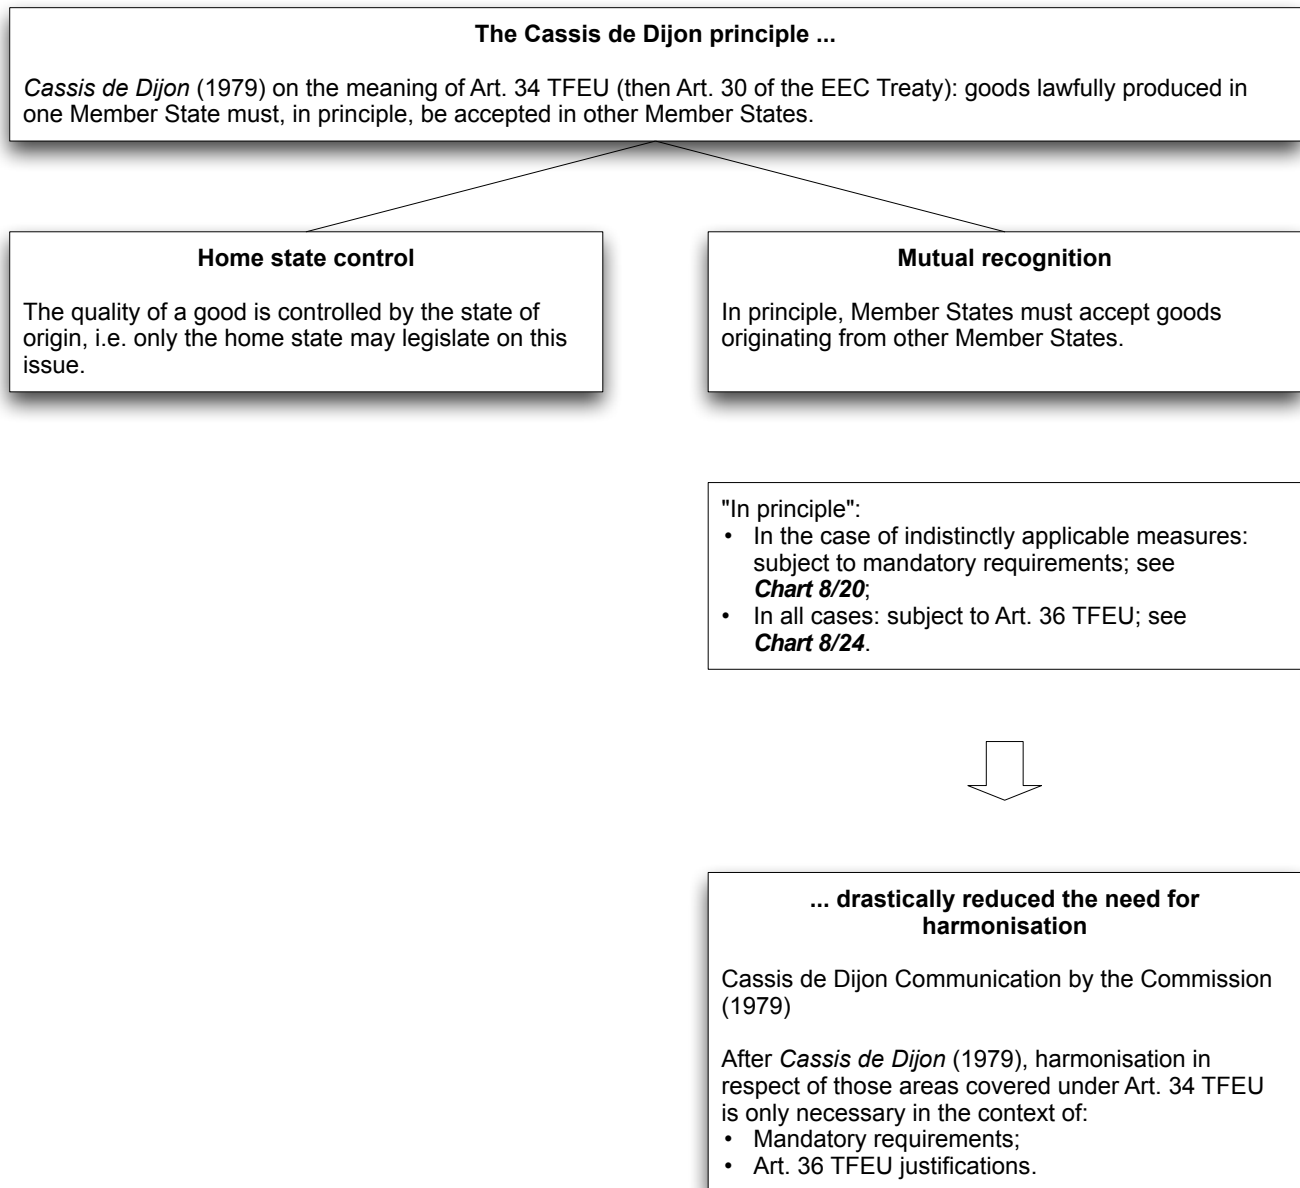 The Cassis de Dijon principle ...
Cassis de Dijon (1979) on the meaning of Art. 34 TFEU (then Art. 30 of the EEC Treaty): goods lawfully produced in
one Member State must, in principle, be accepted in other Member States.
Home state control
The quality of a good is controlled by the state of
origin, i.e. only the home state may legislate on this
issue.
Mutual recognition
In principle, Member States must accept goods
originating from other Member States.
"In principle":
• In the case of indistinctly applicable measures:
subject to mandatory requirements; see
Chart 8/20;
• In all cases: subject to Art. 36 TFEU; see
Chart 8/24.
... drastically reduced the need for
harmonisation
Cassis de Dijon Communication by the Commission
(1979)
After Cassis de Dijon (1979), harmonisation in
respect of those areas covered under Art. 34 TFEU
is only necessary in the context of:
• Mandatory requirements;
• Art. 36 TFEU justifications.